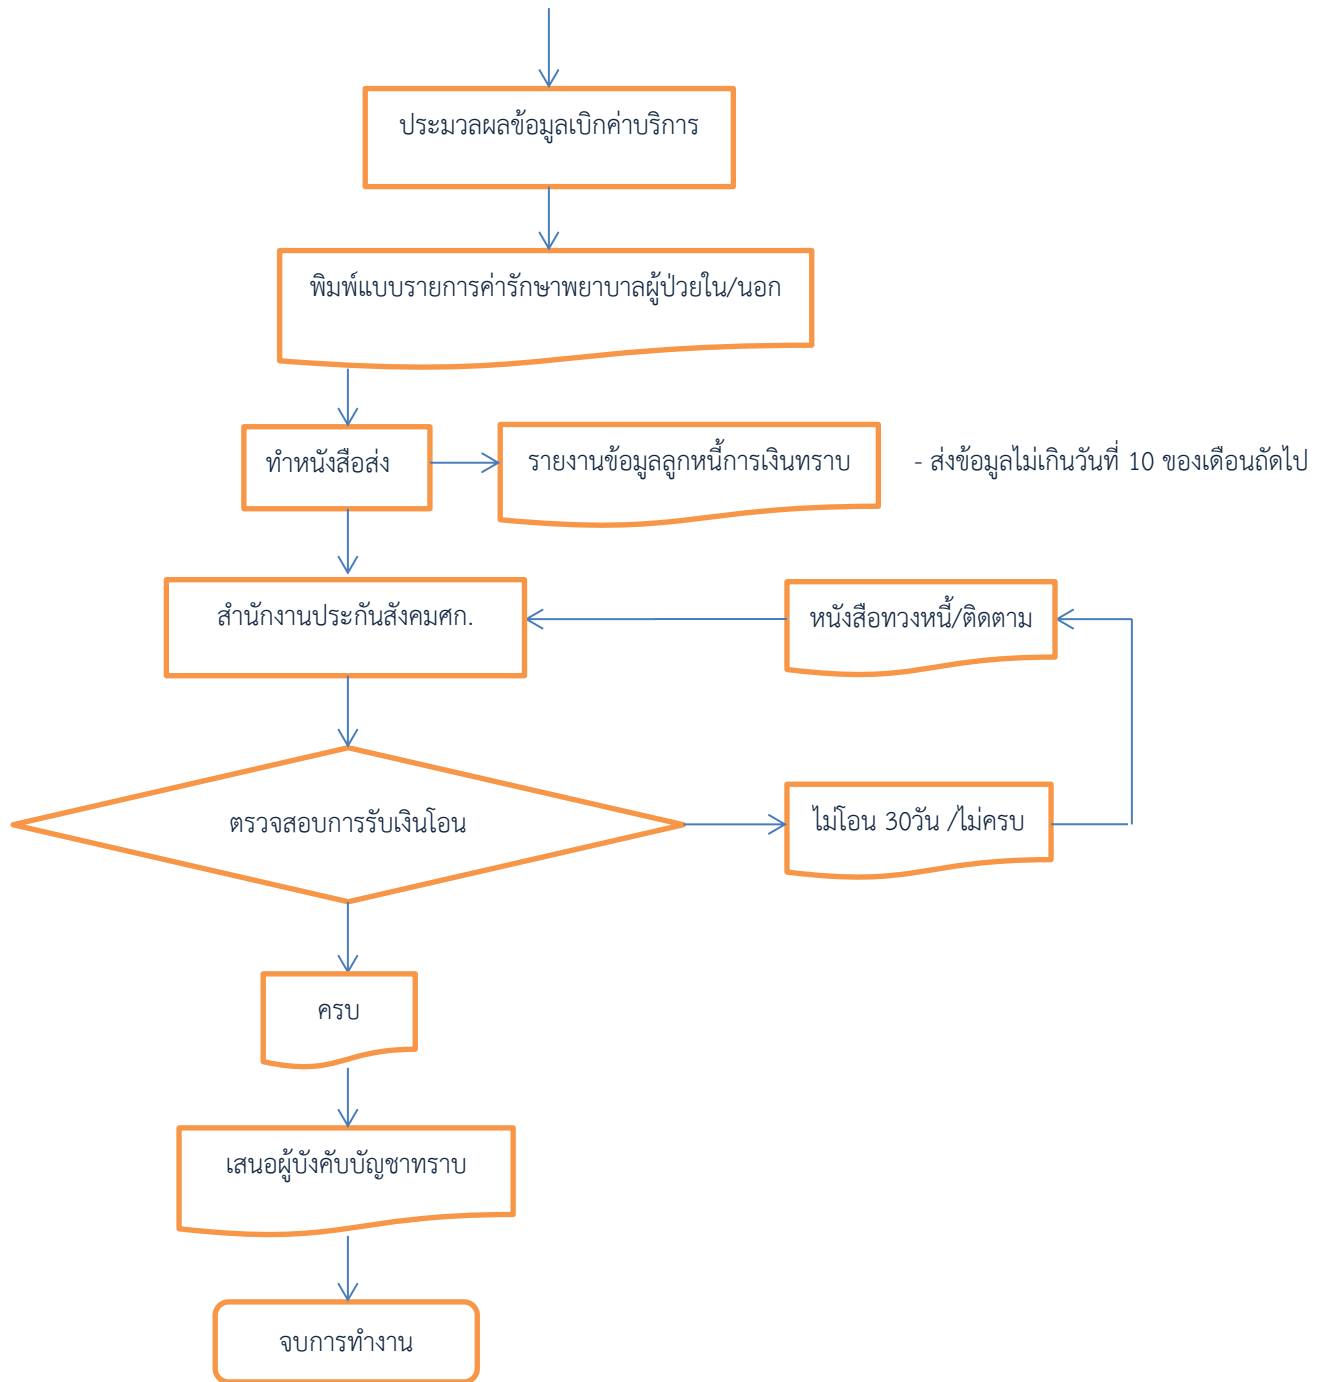 ประมวลผลข้อมูลเบิกค่าบริการ
พิมพ์แบบรายการค่ารักษาพยาบาลผู้ป่วยใน/นอก
ทำหนังสือส่ง
รายงานข้อมูลลูกหนี้การเงินทราบ
- ส่งข้อมูลไม่เกินวันที่ 10 ของเดือนถัดไป
สำนักงานประกันสังคมศก.
หนังสือทวงหนี้/ติดตาม
ตรวจสอบการรับเงินโอน
ไม่โอน 30วัน /ไม่ครบ
ครบ
เสนอผู้บังคับบัญชาทราบ
จบการทำงาน